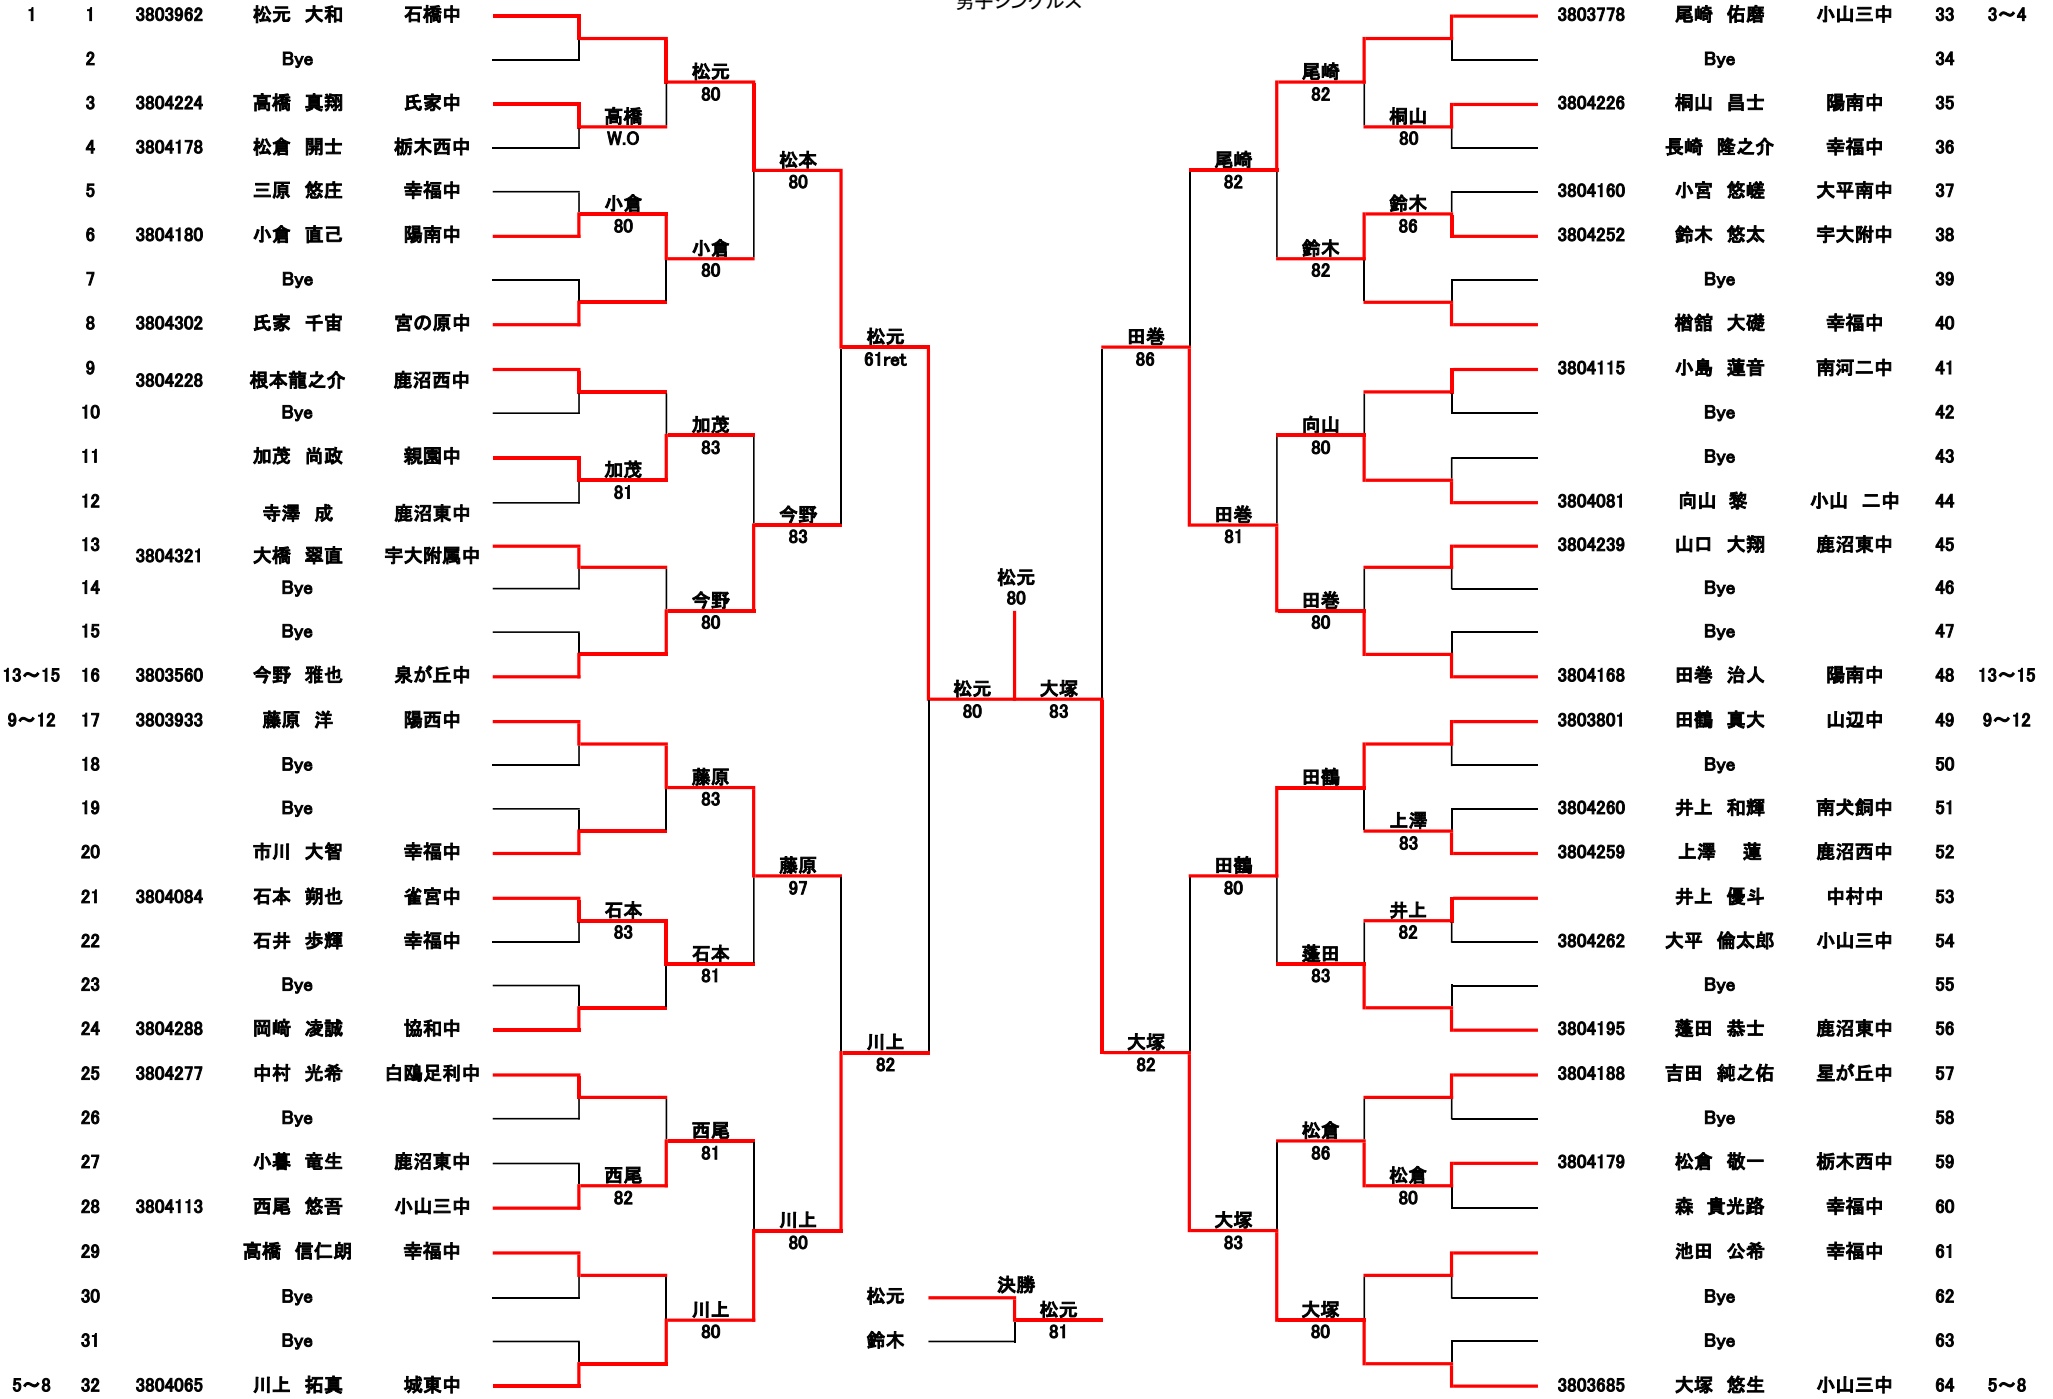 男子シングルス
1 1 3803962 松元 大和 石橋中
2 Bye
3 3804224 髙橋 真翔 氏家中
4 3804178 松倉 開士 栃木西中
5 三原 悠庄 幸福中
6 3804180 小倉 直己 陽南中
7 Bye
8 3804302 氏家 千宙 宮の原中
9 3804228 根本龍之介 鹿沼西中
10 Bye
11 加茂 尚政 親園中
12 寺澤 成 鹿沼東中
13 3804321 大橋 翠直 宇大附属中
14 Bye
15 Bye
13～15 16 3803560 今野 雅也 泉が丘中
9～12 17 3803933 藤原 洋 陽西中
18 Bye
19 Bye
20 市川 大智 幸福中
21 3804084 石本 朔也 雀宮中
22 石井 歩輝 幸福中
23 Bye
24 3804288 岡﨑 凌誠 協和中
25 3804277 中村 光希 白鴎足利中
26 Bye
27 小暮 竜生 鹿沼東中
28 3804113 西尾 悠吾 小山三中
29 高橋 信仁朗 幸福中
30 Bye
31 Bye
5～8 32 3804065 川上 拓真 城東中
高橋
W.O
小倉
80
加茂
81
石本
83
西尾
82
松元
80
小倉
80
加茂
83
今野
80
藤原
83
石本
81
西尾
81
川上
80
松本
80
今野
83
藤原
97
川上
80
松元
61ret
川上
82
松元
80
松元
80
大塚
83
松元
鈴木
決勝
松元
81
田巻
86
大塚
82
尾崎
82
田巻
81
田鶴
80
大塚
83
尾崎
82
鈴木
82
向山
80
田巻
80
田鶴
蓬田
83
松倉
86
大塚
80
桐山
80
鈴木
86
上澤
83
井上
82
松倉
80
3803778 尾崎 佑磨 小山三中 33 3～4
Bye 34
3804226 桐山 昌士 陽南中 35
長崎 隆之介 幸福中 36
3804160 小宮 悠嵯 大平南中 37
3804252 鈴木 悠太 宇大附中 38
Bye 39
楢舘 大礎 幸福中 40
3804115 小島 蓮音 南河二中 41
Bye 42
Bye 43
3804081 向山 黎 小山 二中 44
3804239 山口 大翔 鹿沼東中 45
Bye 46
Bye 47
3804168 田巻 治人 陽南中 48 13～15
3803801 田鶴 真大 山辺中 49 9～12
Bye 50
3804260 井上 和輝 南犬飼中 51
3804259 上澤 蓮 鹿沼西中 52
井上 優斗 中村中 53
3804262 大平 倫太郎 小山三中 54
Bye 55
3804195 蓬田 恭士 鹿沼東中 56
3804188 吉田 純之佑 星が丘中 57
Bye 58
3804179 松倉 敬一 栃木西中 59
森 貴光路 幸福中 60
池田 公希 幸福中 61
Bye 62
Bye 63
3803685 大塚 悠生 小山三中 64 5～8